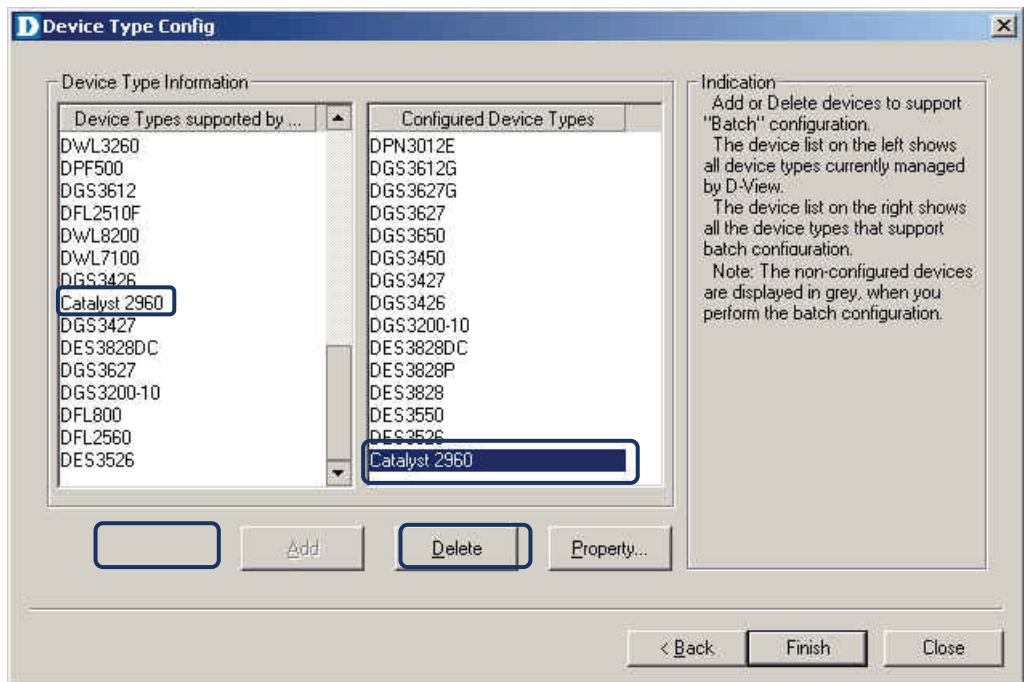 D Device Type Config
Device Type Information
Device Types supported by ...
DWL3260
DPF500
DGS3612
DFL2510F
DWL8200
DWL7100
DGS3426
Catalyst 2960
DGS3427
DES3828DC
DGS3627
DGS3200-10
DFL800
DFL2560
DES3526
Configured Device Types
DPN3012E
DGS3612G
DGS3627G
DGS3627
DGS3650
DGS3450
DGS3427
DGS3426
DGS3200-10
DES3828DC
DES3828P
DES3828
DES3550
DES3526
Catalyst 2960
Indication
Add or Delete devices to support
"Batch" configuration.
The device list on the left shows
all device types currently managed
by D-View.
The device list on the right shows
all the device types that support
batch configuration.
Note: The non-configured devices
are displayed in grey, when you
perform the batch configuration.
Add
Delete
Property...
< Back
Finish
Close